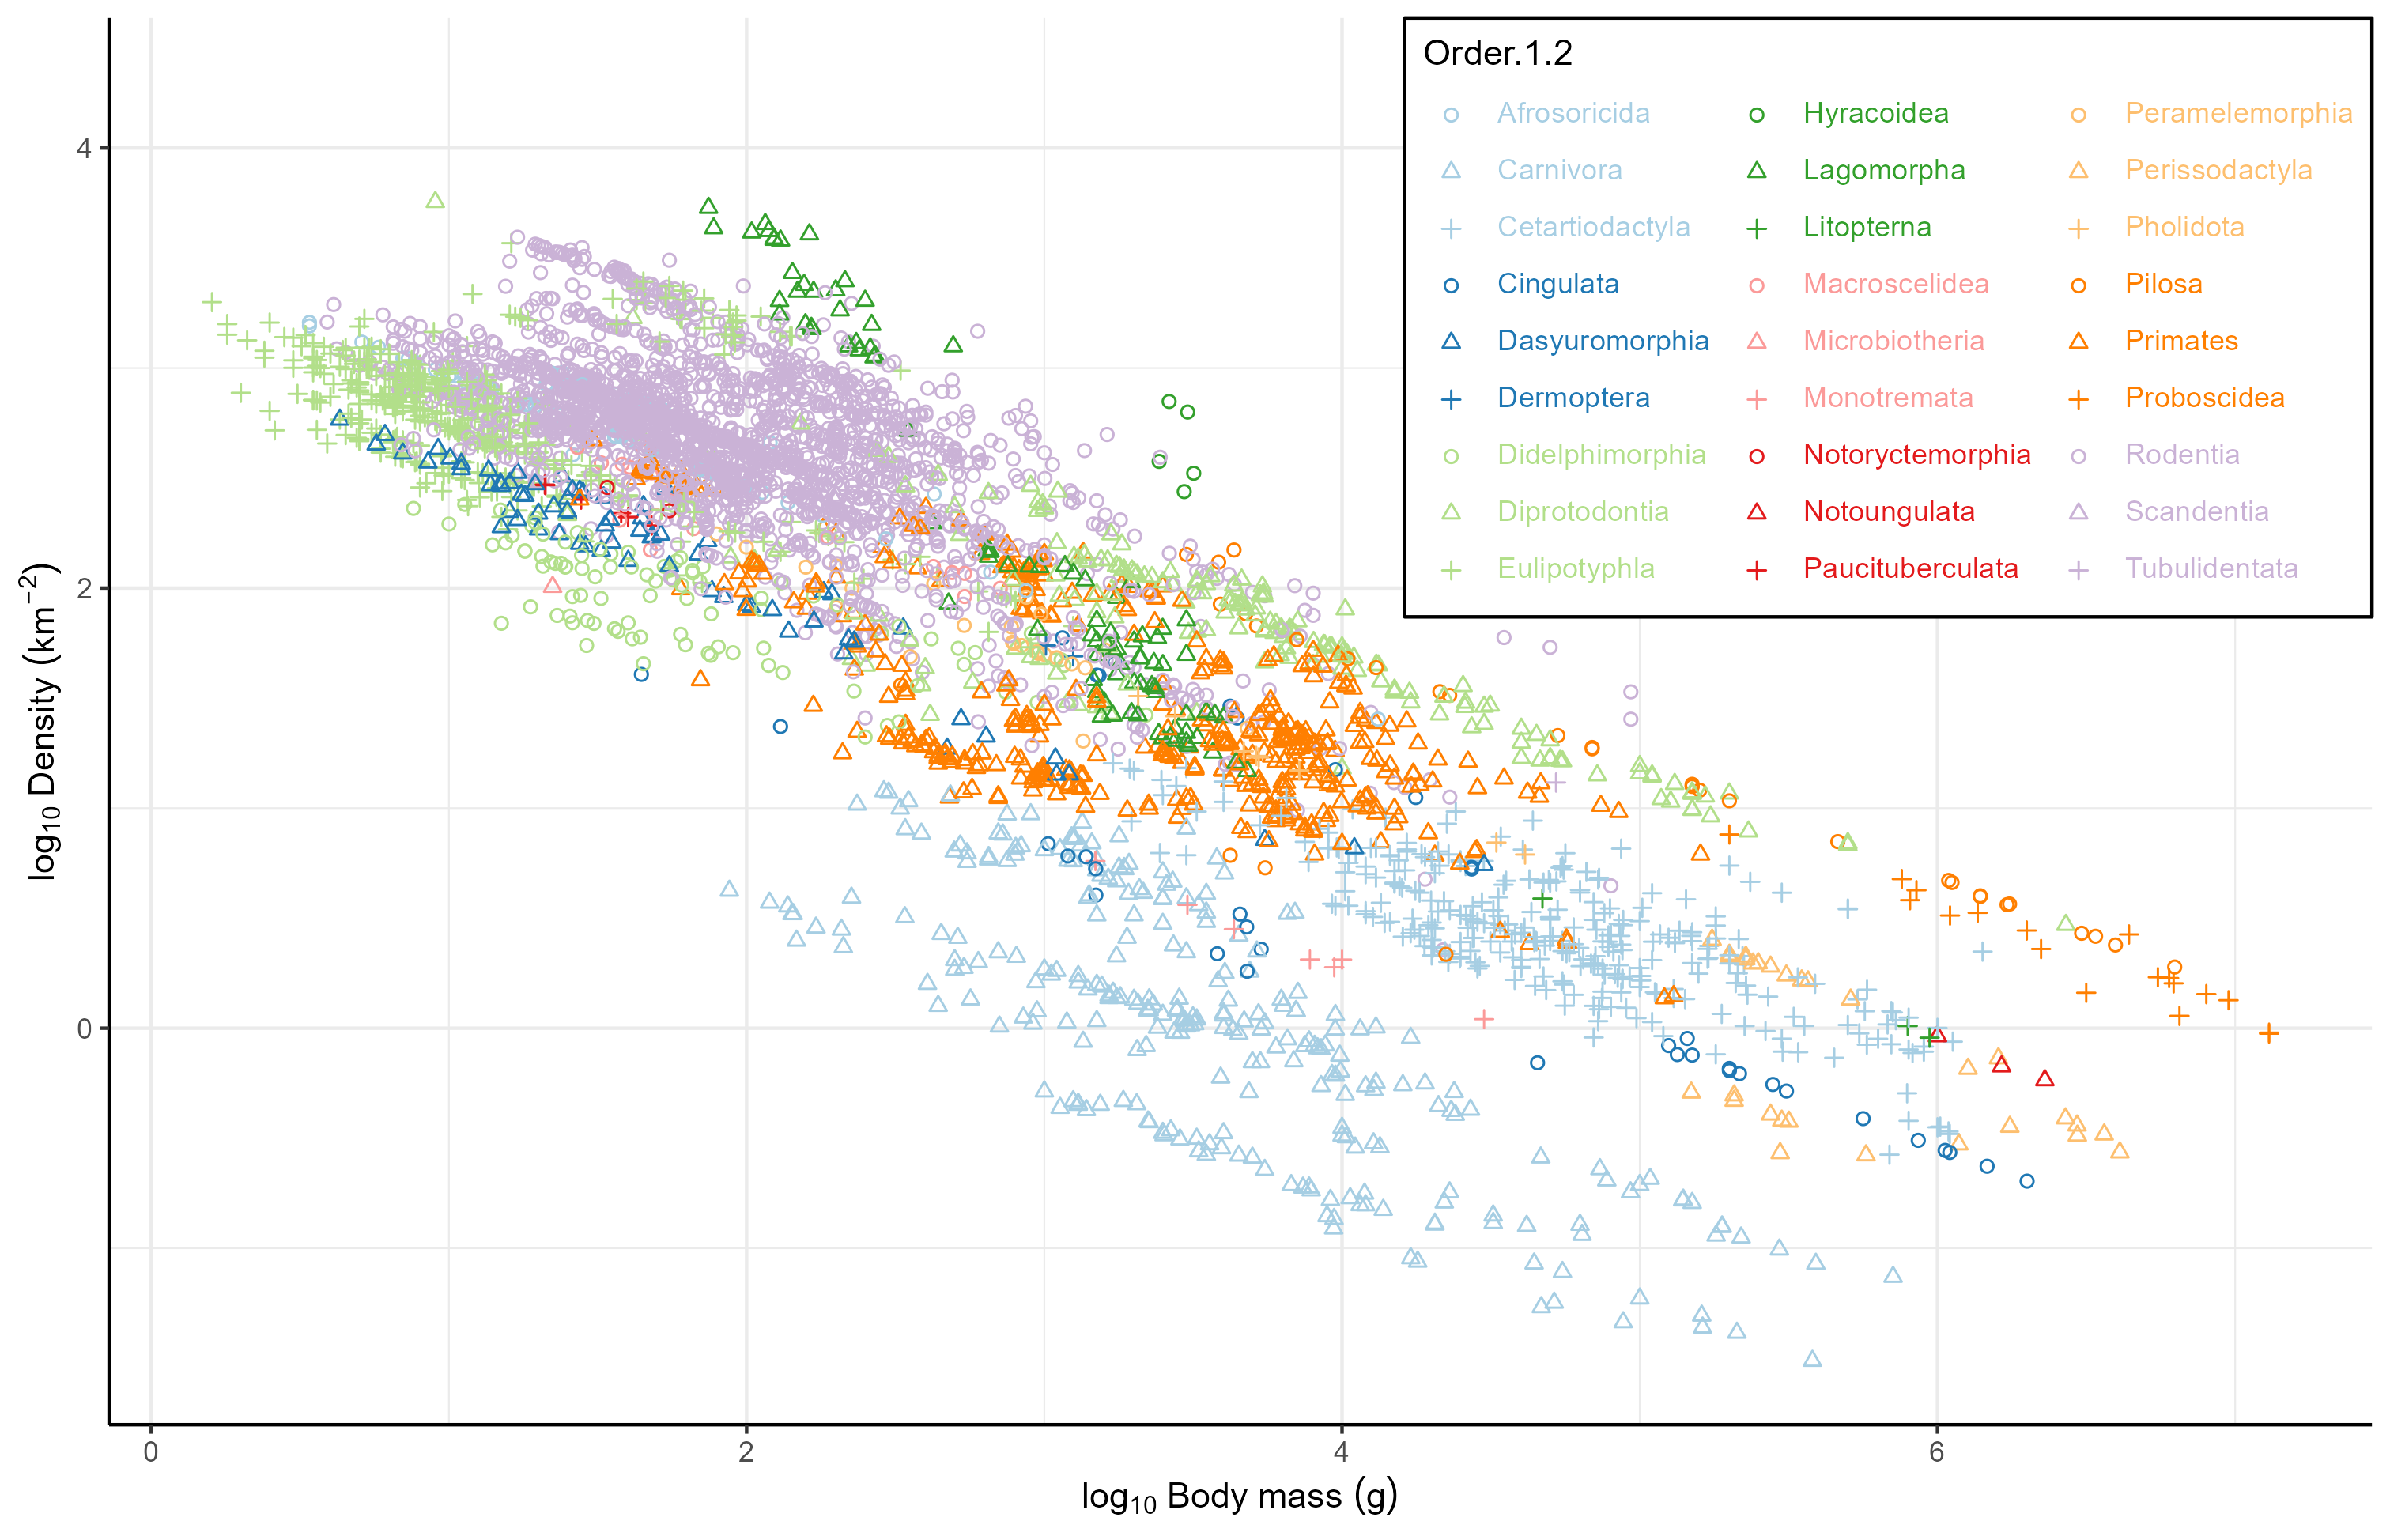 Order.1.2
Afrosoricida
Carnivora
Cetartiodactyla
Cingulata
Dasyuromorphia
Dermoptera
Didelphimorphia
Diprotodontia
Eulipotyphla
Hyracoidea
Lagomorpha
Litopterna
Macroscelidea
Microbiotheria
Monotremata
Notoryctemorphia
Notoungulata
Paucituberculata
Peramelemorphia
Perissodactyla
Pholidota
Pilosa
Primates
Proboscidea
Rodentia
Scandentia
Tubulidentata
4
2
0
log₁₀ Density (km⁻²)
0 2 4 6
log₁₀ Body mass (g)